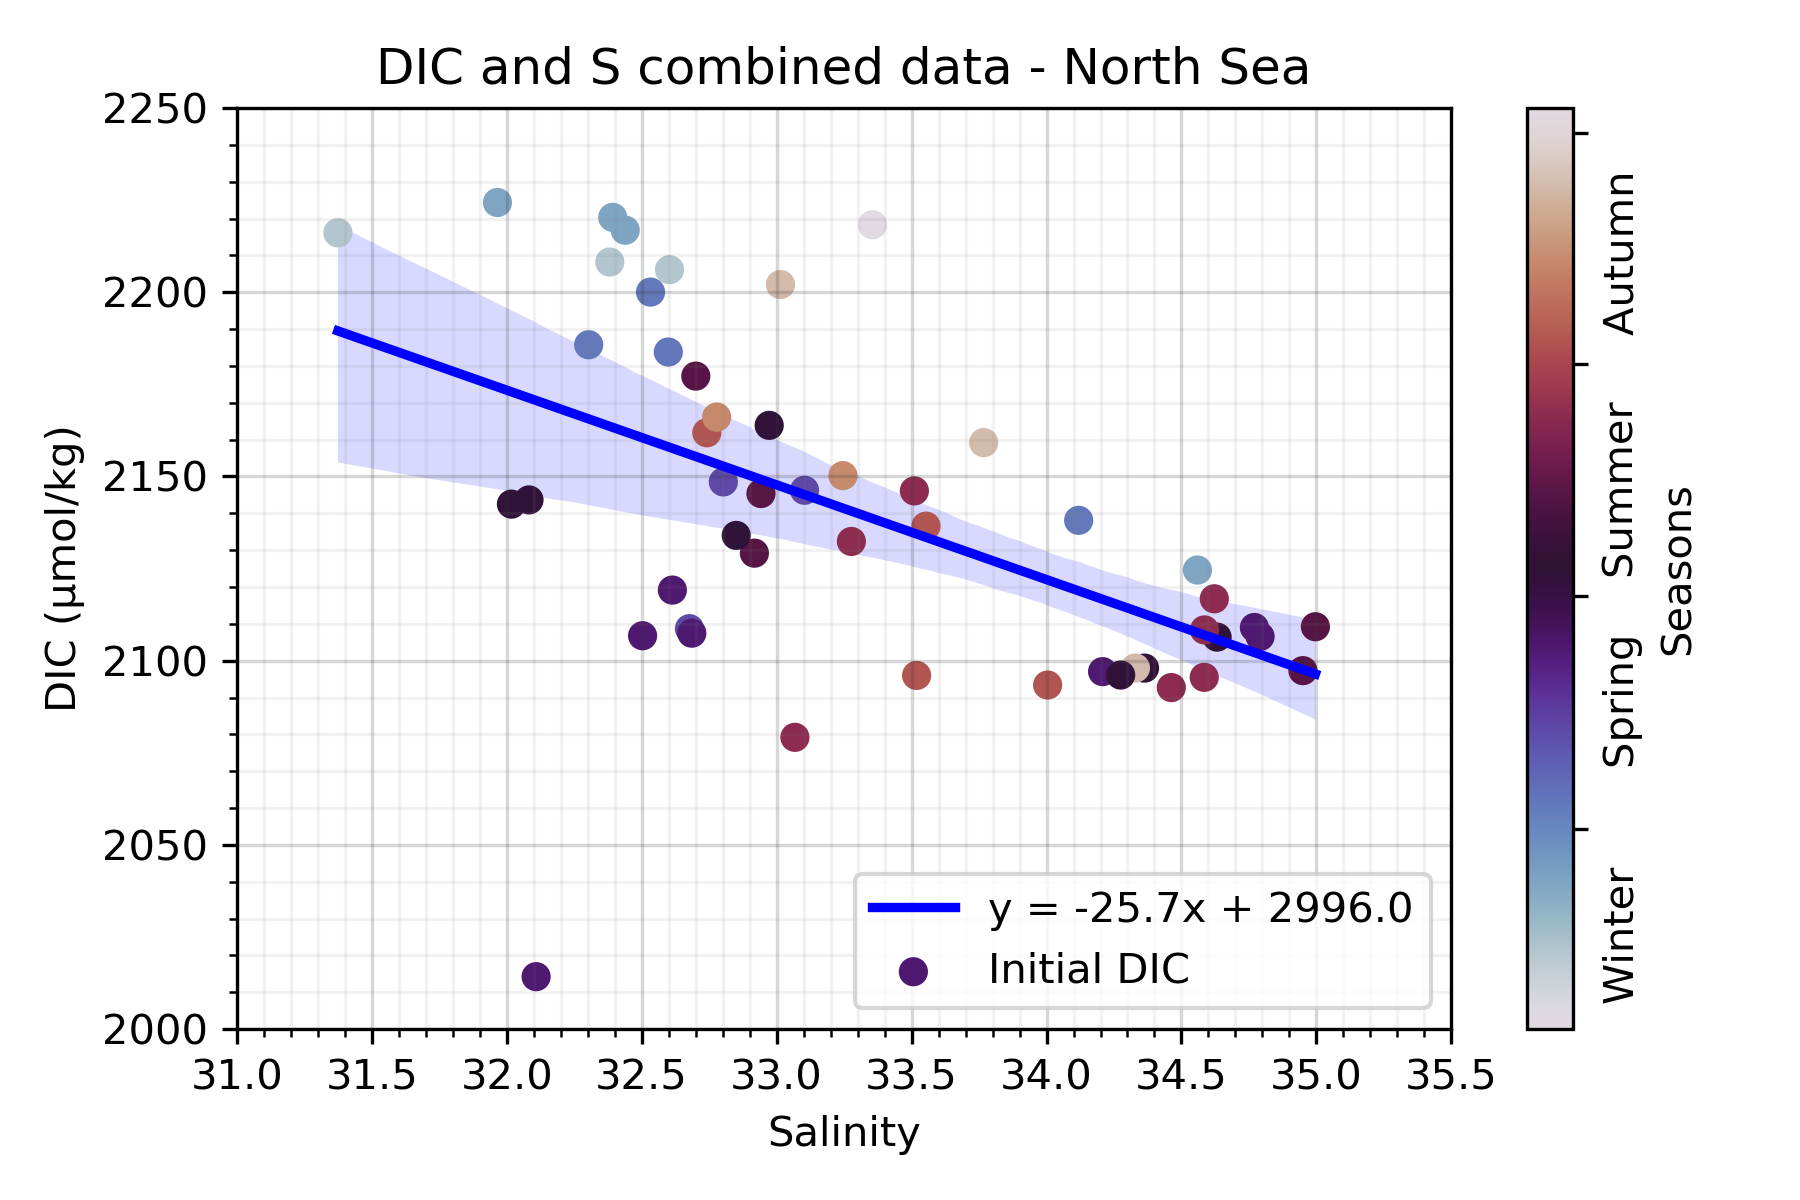 DIC and S combined data - North Sea
2250
2200
2150
2100
2050
2000
DIC (μmol/kg)
31.0 31.5 32.0 32.5 33.0 33.5 34.0 34.5 35.0 35.5
Salinity
y = -25.7x + 2996.0
Initial DIC
Winter Spring Summer Autumn
Seasons